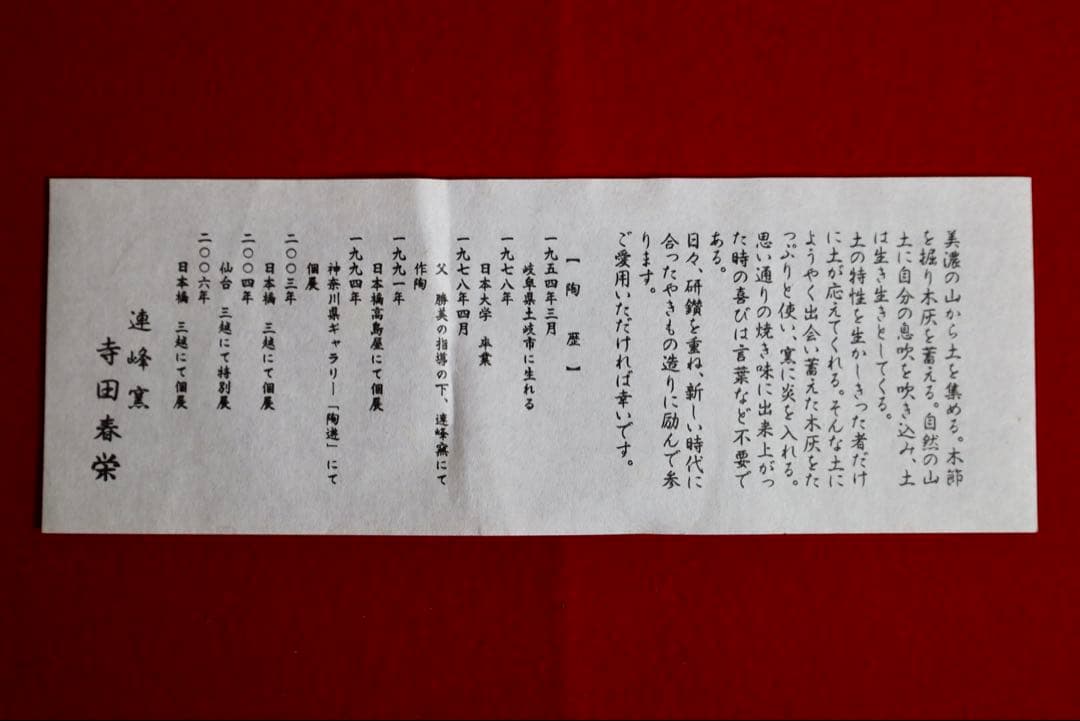 美濃の山から土を集める。木節
を掘り木灰を蓄える。自然の山
土に自分の息吹を吹き込み、土
は生き生きとしてくる。
土の特性を生かしきった者だけ
に土が応えてくれる。そんな土に
ようやく出会い蓄えた木灰をた
っぷりと使い、窯に炎を入れる。
思い通りの焼き味に出来上がっ
た時の喜びは言葉など不要で
ある。
日々、研鑽を重ね、新しい時代に
合ったやきもの造りに励んで参
ります。
ご愛用いただければ幸いです。
【陶 歴】
一九五四年三月
岐阜県土岐市に生れる
一九七八年
日本大学 卒業
一九七八年四月
父 勝美の指導の下、連峰窯にて
作陶
一九九一年
日本橋高島屋にて個展
一九九四年
神奈川県ギャラリー「陶遊」にて
個展
二〇〇三年
日本橋 三越にて個展
二〇〇四年
仙台 三越にて特別展
二〇〇六年
日本橋 三越にて個展
連峰窯
寺田春栄